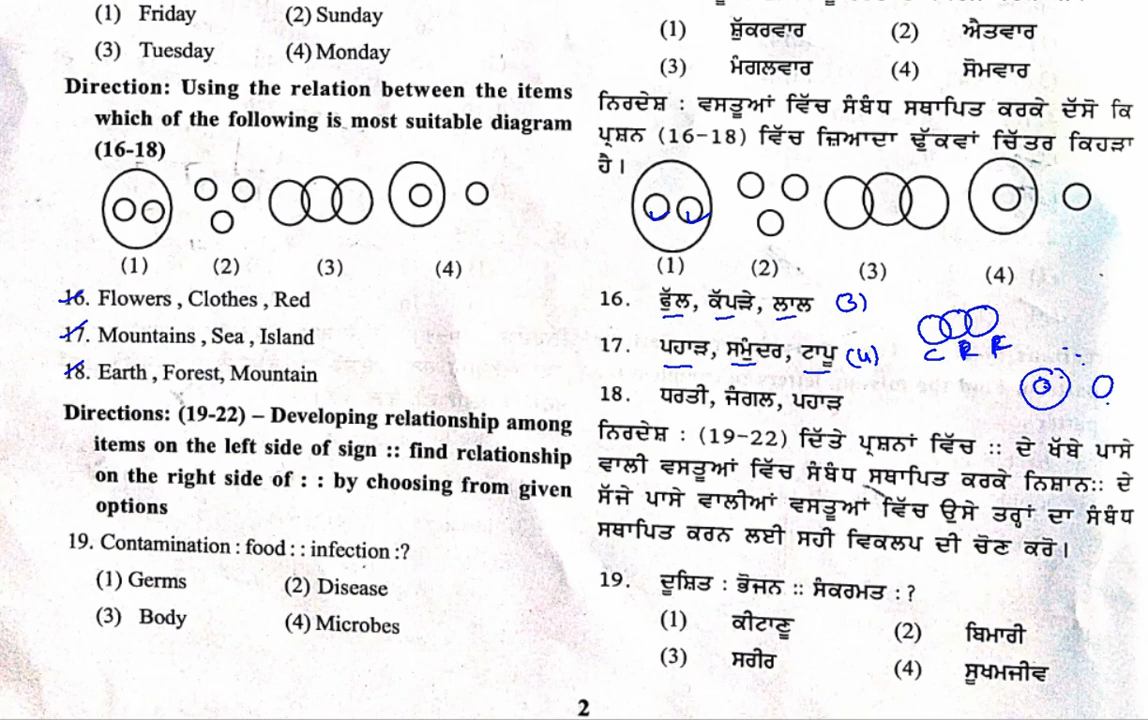 (1) Friday (2) Sunday
(3) Tuesday (4) Monday
Direction: Using the relation between the items
which of the following is most suitable diagram
(16-18)
(1) (2) (3) (4)
16. Flowers , Clothes , Red
17. Mountains , Sea , Island
18. Earth , Forest, Mountain
Directions: (19-22) – Developing relationship among
items on the left side of sign :: find relationship
on the right side of : : by choosing from given
options
19. Contamination : food : : infection :?
(1) Germs (2) Disease
(3) Body (4) Microbes
(1) ਸ਼ੁੱਕਰਵਾਰ (2) ਐਤਵਾਰ
(3) ਮੰਗਲਵਾਰ (4) ਸੋਮਵਾਰ
ਨਿਰਦੇਸ਼ : ਵਸਤੂਆਂ ਵਿੱਚ ਸੰਬੰਧ ਸਥਾਪਿਤ ਕਰਕੇ ਦੱਸੋ ਕਿ
ਪ੍ਰਸ਼ਨ (16-18) ਵਿੱਚ ਜ਼ਿਆਦਾ ਢੁੱਕਵਾਂ ਚਿੱਤਰ ਕਿਹੜਾ
ਹੈ।
(1) (2) (3) (4)
16. ਫੁੱਲ, ਕੱਪੜੇ, ਲਾਲ (3)
17. ਪਹਾੜ, ਸਮੁੰਦਰ, ਟਾਪੂ (4)
C R F
18. ਧਰਤੀ, ਜੰਗਲ, ਪਹਾੜ
ਨਿਰਦੇਸ਼ : (19-22) ਦਿੱਤੇ ਪ੍ਰਸ਼ਨਾਂ ਵਿੱਚ :: ਦੇ ਖੱਬੇ ਪਾਸੇ
ਵਾਲੀ ਵਸਤੂਆਂ ਵਿੱਚ ਸੰਬੰਧ ਸਥਾਪਿਤ ਕਰਕੇ ਨਿਸ਼ਾਨ:: ਦੇ
ਸੱਜੇ ਪਾਸੇ ਵਾਲੀਆਂ ਵਸਤੂਆਂ ਵਿੱਚ ਉਸੇ ਤਰ੍ਹਾਂ ਦਾ ਸੰਬੰਧ
ਸਥਾਪਿਤ ਕਰਨ ਲਈ ਸਹੀ ਵਿਕਲਪ ਦੀ ਚੋਣ ਕਰੋ।
19. ਦੂਸ਼ਿਤ : ਭੋਜਨ :: ਸੰਕਰਮਤ : ?
(1) ਕੀਟਾਣੂ (2) ਬਿਮਾਰੀ
(3) ਸਰੀਰ (4) ਸੂਖਮਜੀਵ
2